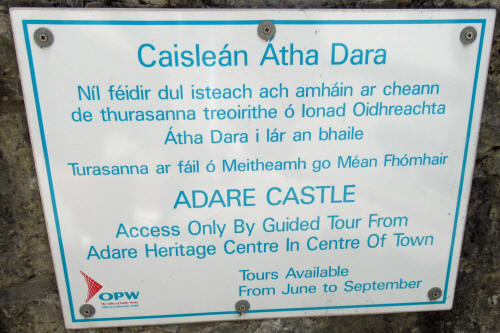 Caisleán Átha Dara
Níl féidir dul isteach ach amháin ar cheann
de thurasanna treoirithe ó Ionad Oidhreachta
Átha Dara i lár an bhaile
Turasanna ar fáil ó Meitheamh go Méan Fhómhair
ADARE CASTLE
Access Only By Guided Tour From
Adare Heritage Centre In Centre Of Town
Tours Available
From June to September
OPW